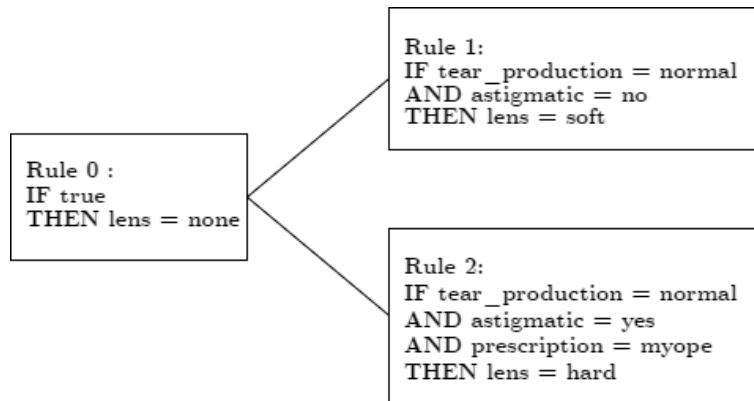 Rule 0 :
IF true
THEN lens = none
Rule 1:
IF tear_production = normal
AND astigmatic = no
THEN lens = soft
Rule 2:
IF tear_production = normal
AND astigmatic = yes
AND prescription = myope
THEN lens = hard